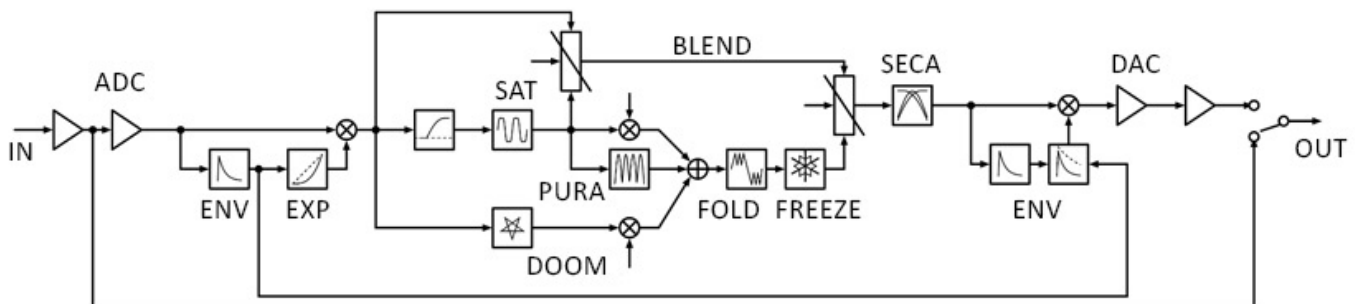 BLEND
SECA
DAC
ADC
SAT
IN
OUT
PURA
FOLD
FREEZE
ENV
EXP
ENV
DOOM